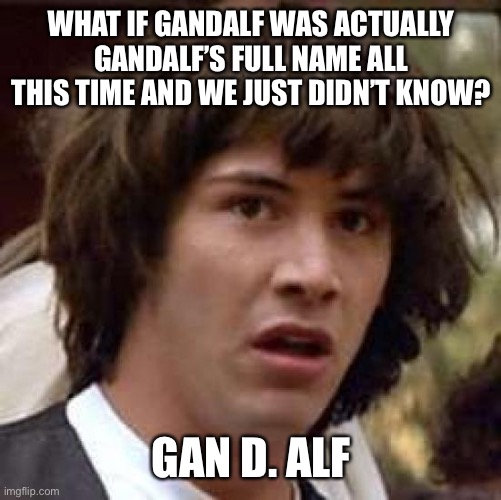 WHAT IF GANDALF WAS ACTUALLY
GANDALF'S FULL NAME ALL
THIS TIME AND WE JUST DIDN'T KNOW?
GAN D. ALF
imgflip.com